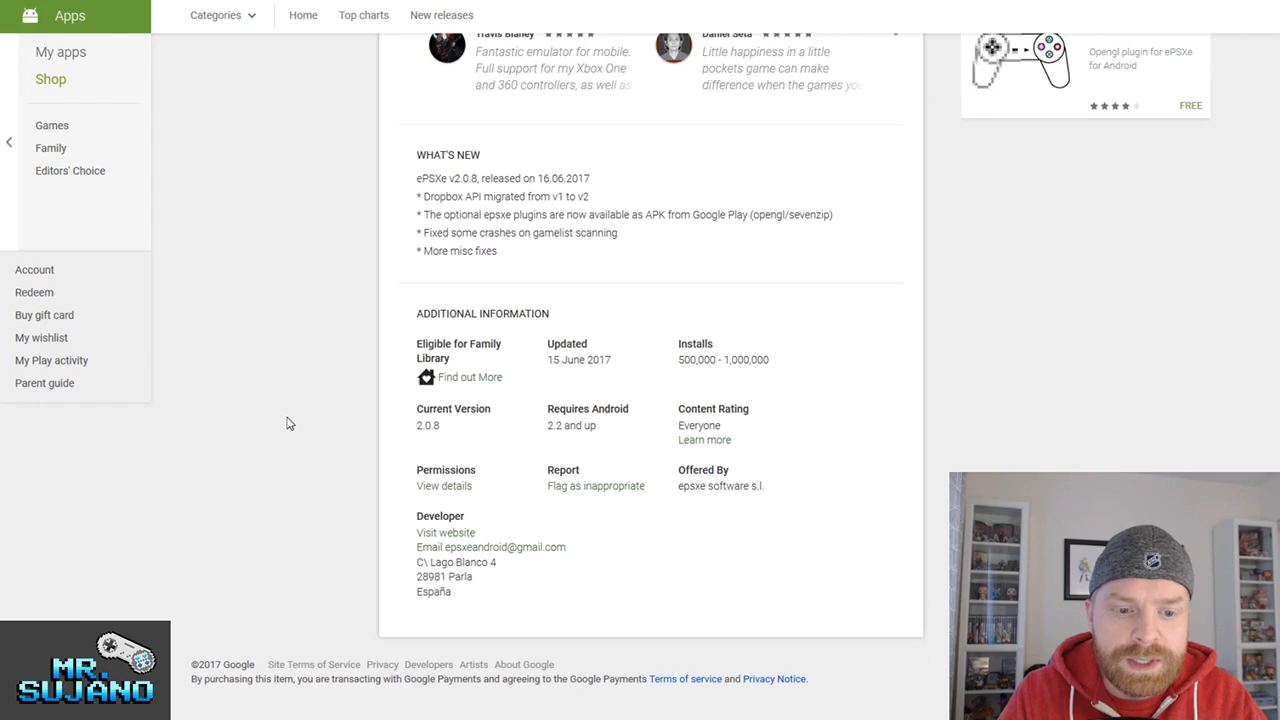 Apps
Categories
Home
Top charts
New releases
My apps
Shop
Games
Family
Editors' Choice
Account
Redeem
Buy gift card
My wishlist
My Play activity
Parent guide
Travis Blaney
Fantastic emulator for mobile.
Full support for my Xbox One
and 360 controllers, as well as
Daniel Seta
Little happiness in a little
pockets game can make
difference when the games you
Opengl plugin for ePSXe
for Android
FREE
WHAT'S NEW
ePSXe v2.0.8, released on 16.06.2017
* Dropbox API migrated from v1 to v2
* The optional epsxe plugins are now available as APK from Google Play (opengl/sevenzip)
* Fixed some crashes on gamelist scanning
* More misc fixes
ADDITIONAL INFORMATION
Eligible for Family
Library
Find out More
Updated
15 June 2017
Installs
500,000 - 1,000,000
Current Version
2.0.8
Requires Android
2.2 and up
Content Rating
Everyone
Learn more
Permissions
View details
Report
Flag as inappropriate
Offered By
epsxe software s.l.
Developer
Visit website
Email epsxeandroid@gmail.com
C\ Lago Blanco 4
28981 Parla
España
©2017 Google
Site Terms of Service
Privacy
Developers
Artists
About Google
By purchasing this item, you are transacting with Google Payments and agreeing to the Google Payments Terms of service and Privacy Notice.
MR.
SUJANO